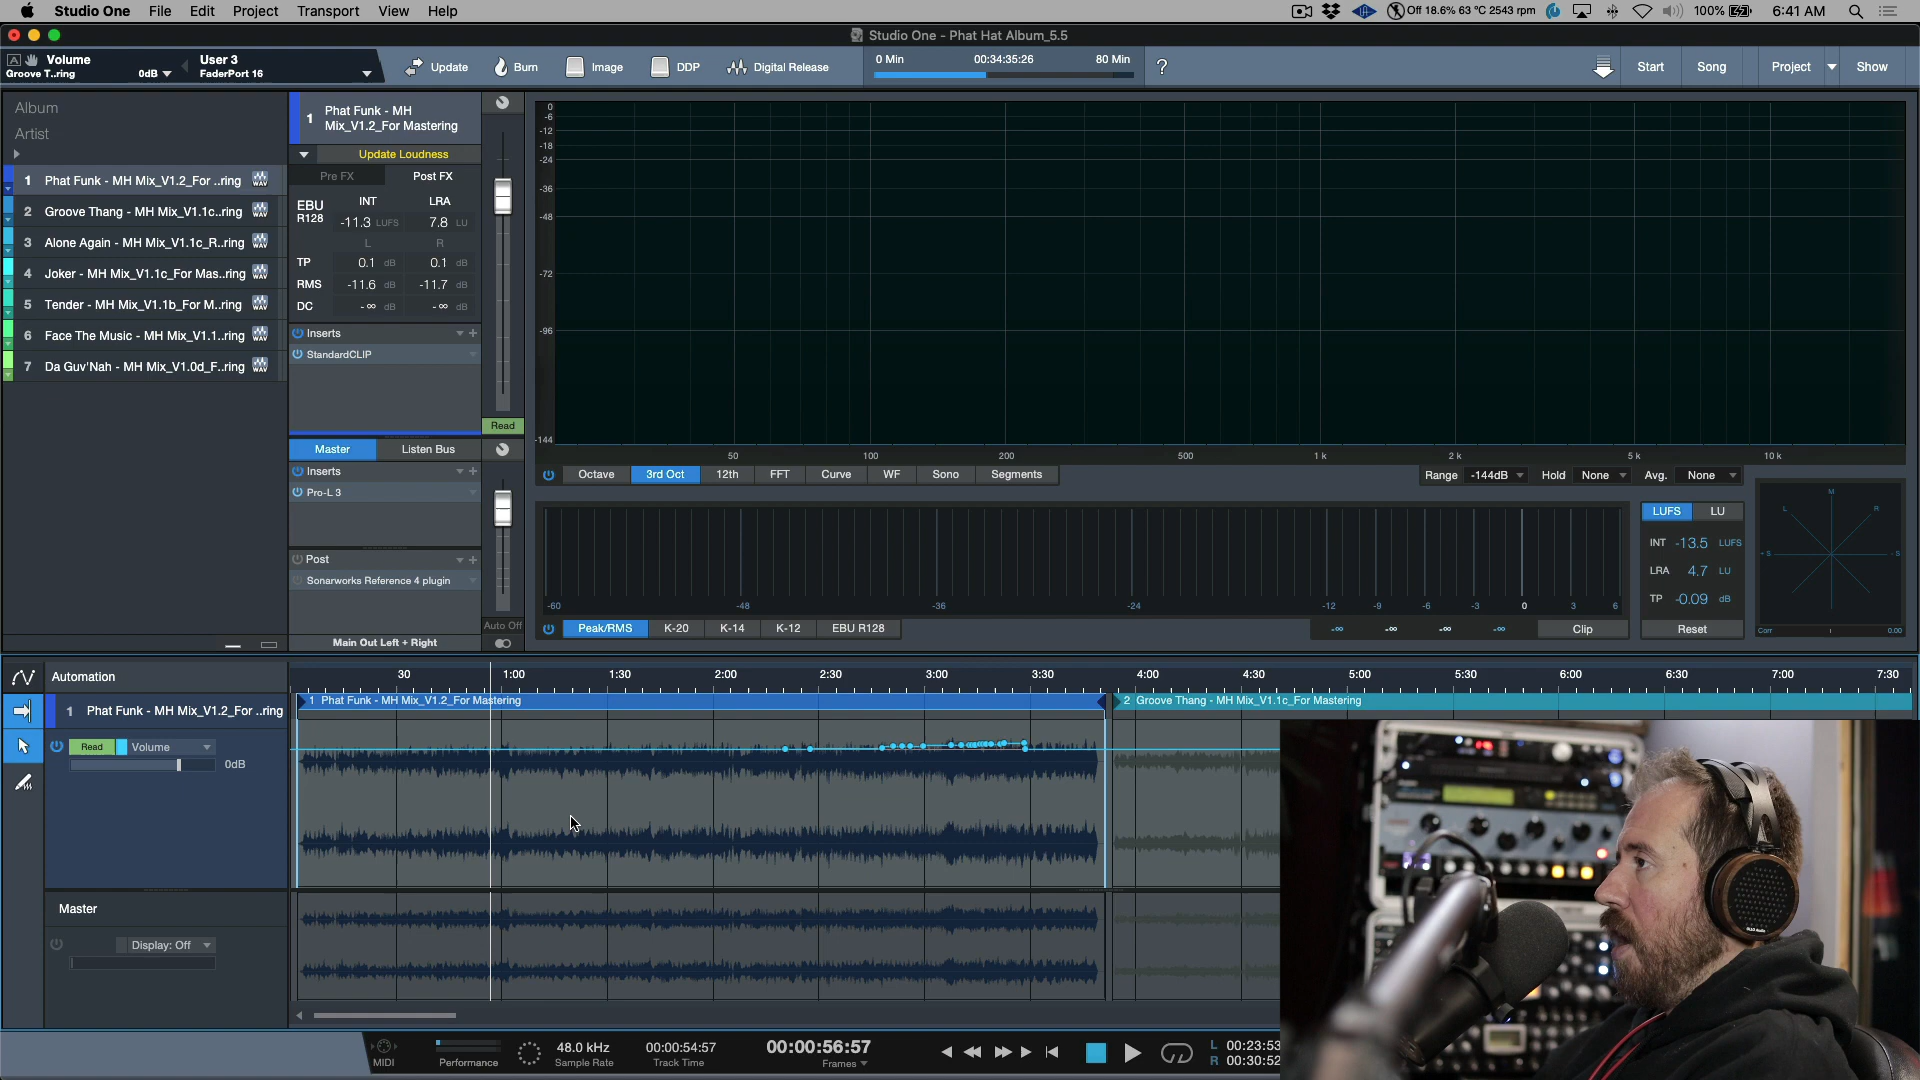 Studio One File Edit Project Transport View Help
Off 18.6% 63 °C 2543 rpm 100% 6:41 AM
Studio One - Phat Hat Album_5.5
A Volume
Groove T..ring 0dB
User 3
FaderPort 16
Update Burn Image DDP Digital Release
0 Min 00:34:35:26 80 Min
?
Start Song Project Show
Album
Artist
1 Phat Funk - MH Mix_V1.2_For ..ring WAV
2 Groove Thang - MH Mix_V1.1c..ring WAV
3 Alone Again - MH Mix_V1.1c_R..ring WAV
4 Joker - MH Mix_V1.1c_For Mas..ring WAV
5 Tender - MH Mix_V1.1b_For M..ring WAV
6 Face The Music - MH Mix_V1.1..ring WAV
7 Da Guv'Nah - MH Mix_V1.0d_F..ring WAV
1 Phat Funk - MH
Mix_V1.2_For Mastering
Update Loudness
Pre FX Post FX
EBU
R128
INT LRA
-11.3 LUFS 7.8 LU
L R
TP 0.1 dB 0.1 dB
RMS -11.6 dB -11.7 dB
DC -∞ dB -∞ dB
Inserts
StandardCLIP
Read
Master Listen Bus
Inserts
Pro-L 3
Post
Sonarworks Reference 4 plugin
Auto Off
Main Out Left + Right
0
-6
-12
-18
-24
-36
-48
-72
-96
-144
50 100 200 500 1 k 2 k 5 k 10 k
Octave 3rd Oct 12th FFT Curve WF Sono Segments
Range -144dB Hold None Avg. None
-60 -48 -36 -24 -12 -9 -6 -3 0 3 6
Peak/RMS K-20 K-14 K-12 EBU R128
-∞ -∞ -∞ -∞ Clip
LUFS LU
INT -13.5 LUFS
LRA 4.7 LU
TP -0.09 dB
Reset
M
L R
+S -S
Corr 1 0.00
Automation
30 1:00 1:30 2:00 2:30 3:00 3:30 4:00 4:30 5:00 5:30 6:00 6:30 7:00 7:30
1 Phat Funk - MH Mix_V1.2_For Mastering
2 Groove Thang - MH Mix_V1.1c_For Mastering
1 Phat Funk - MH Mix_V1.2_For ..ring
Read Volume
0dB
Master
Display: Off
MIDI
Performance
48.0 kHz
Sample Rate
00:00:54:57
Track Time
00:00:56:57
Frames
L 00:23:53
R 00:30:52